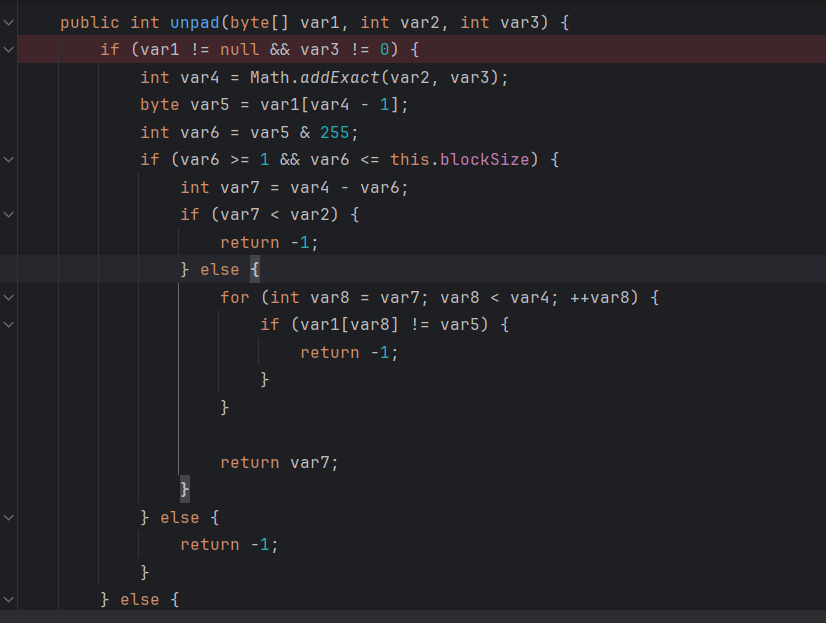 public int unpad(byte[] var1, int var2, int var3) {
if (var1 != null && var3 != 0) {
int var4 = Math.addExact(var2, var3);
byte var5 = var1[var4 - 1];
int var6 = var5 & 255;
if (var6 >= 1 && var6 <= this.blockSize) {
int var7 = var4 - var6;
if (var7 < var2) {
return -1;
} else {
for (int var8 = var7; var8 < var4; ++var8) {
if (var1[var8] != var5) {
return -1;
}
}
return var7;
}
} else {
return -1;
}
} else {